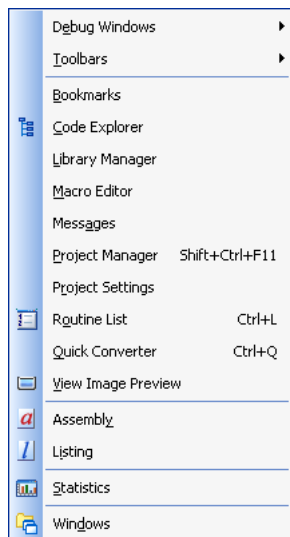 Debug Windows
Toolbars
Bookmarks
Code Explorer
Library Manager
Macro Editor
Messages
Project Manager Shift+Ctrl+F11
Project Settings
Routine List Ctrl+L
Quick Converter Ctrl+Q
View Image Preview
a Assembly
l Listing
Statistics
Windows